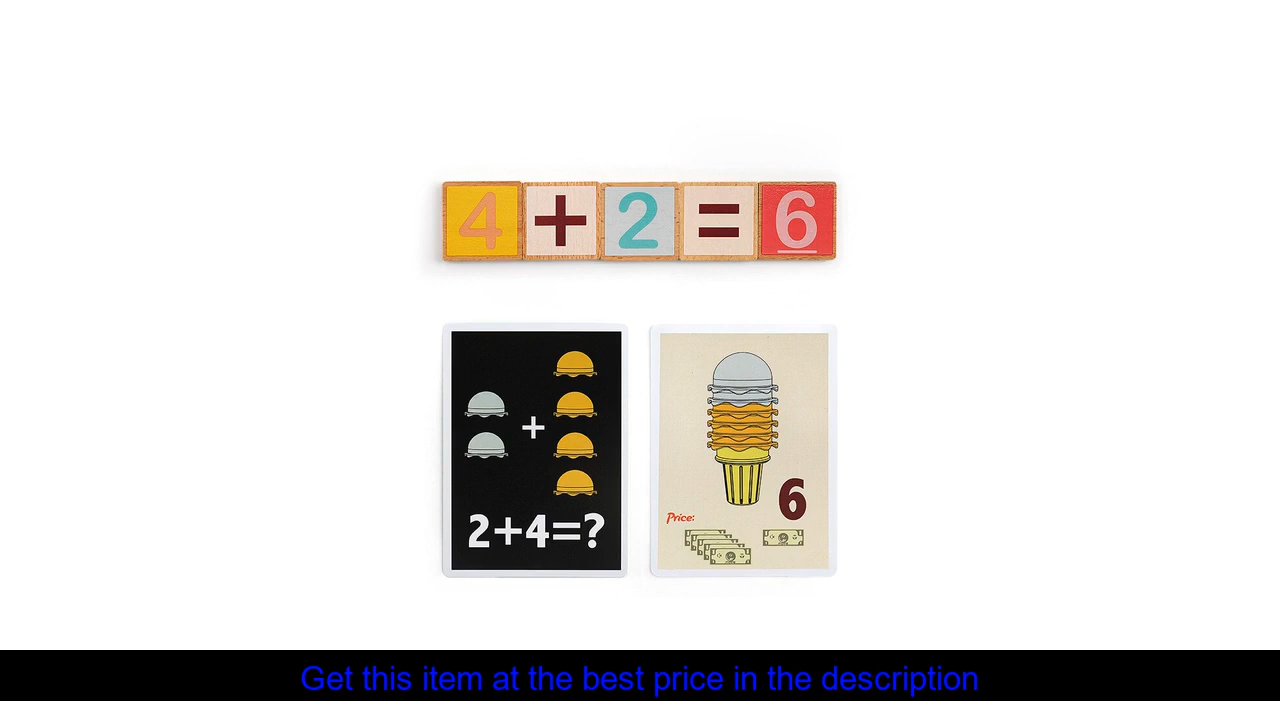 4 + 2 = 6
+
2+4=?
6
Price:
Get this item at the best price in the description